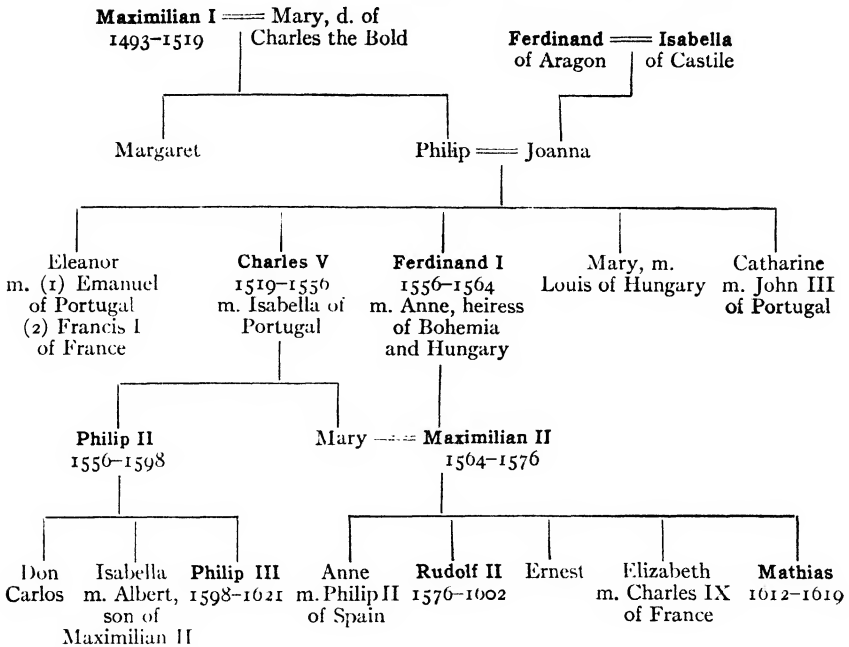 Maximilian I
1493–1519
Mary, d. of
Charles the Bold
Ferdinand
of Aragon
Isabella
of Castile
Margaret
Philip
Joanna
Eleanor
m. (1) Emanuel
of Portugal
(2) Francis I
of France
Charles V
1519–1556
m. Isabella of
Portugal
Ferdinand I
1556–1564
m. Anne, heiress
of Bohemia
and Hungary
Mary, m.
Louis of Hungary
Catharine
m. John III
of Portugal
Philip II
1556–1598
Mary
Maximilian II
1564–1576
Don
Carlos
Isabella
m. Albert,
son of
Maximilian II
Philip III
1598–1621
Anne
m. Philip II
of Spain
Rudolf II
1576–1602
Ernest
Elizabeth
m. Charles IX
of France
Mathias
1612–1619